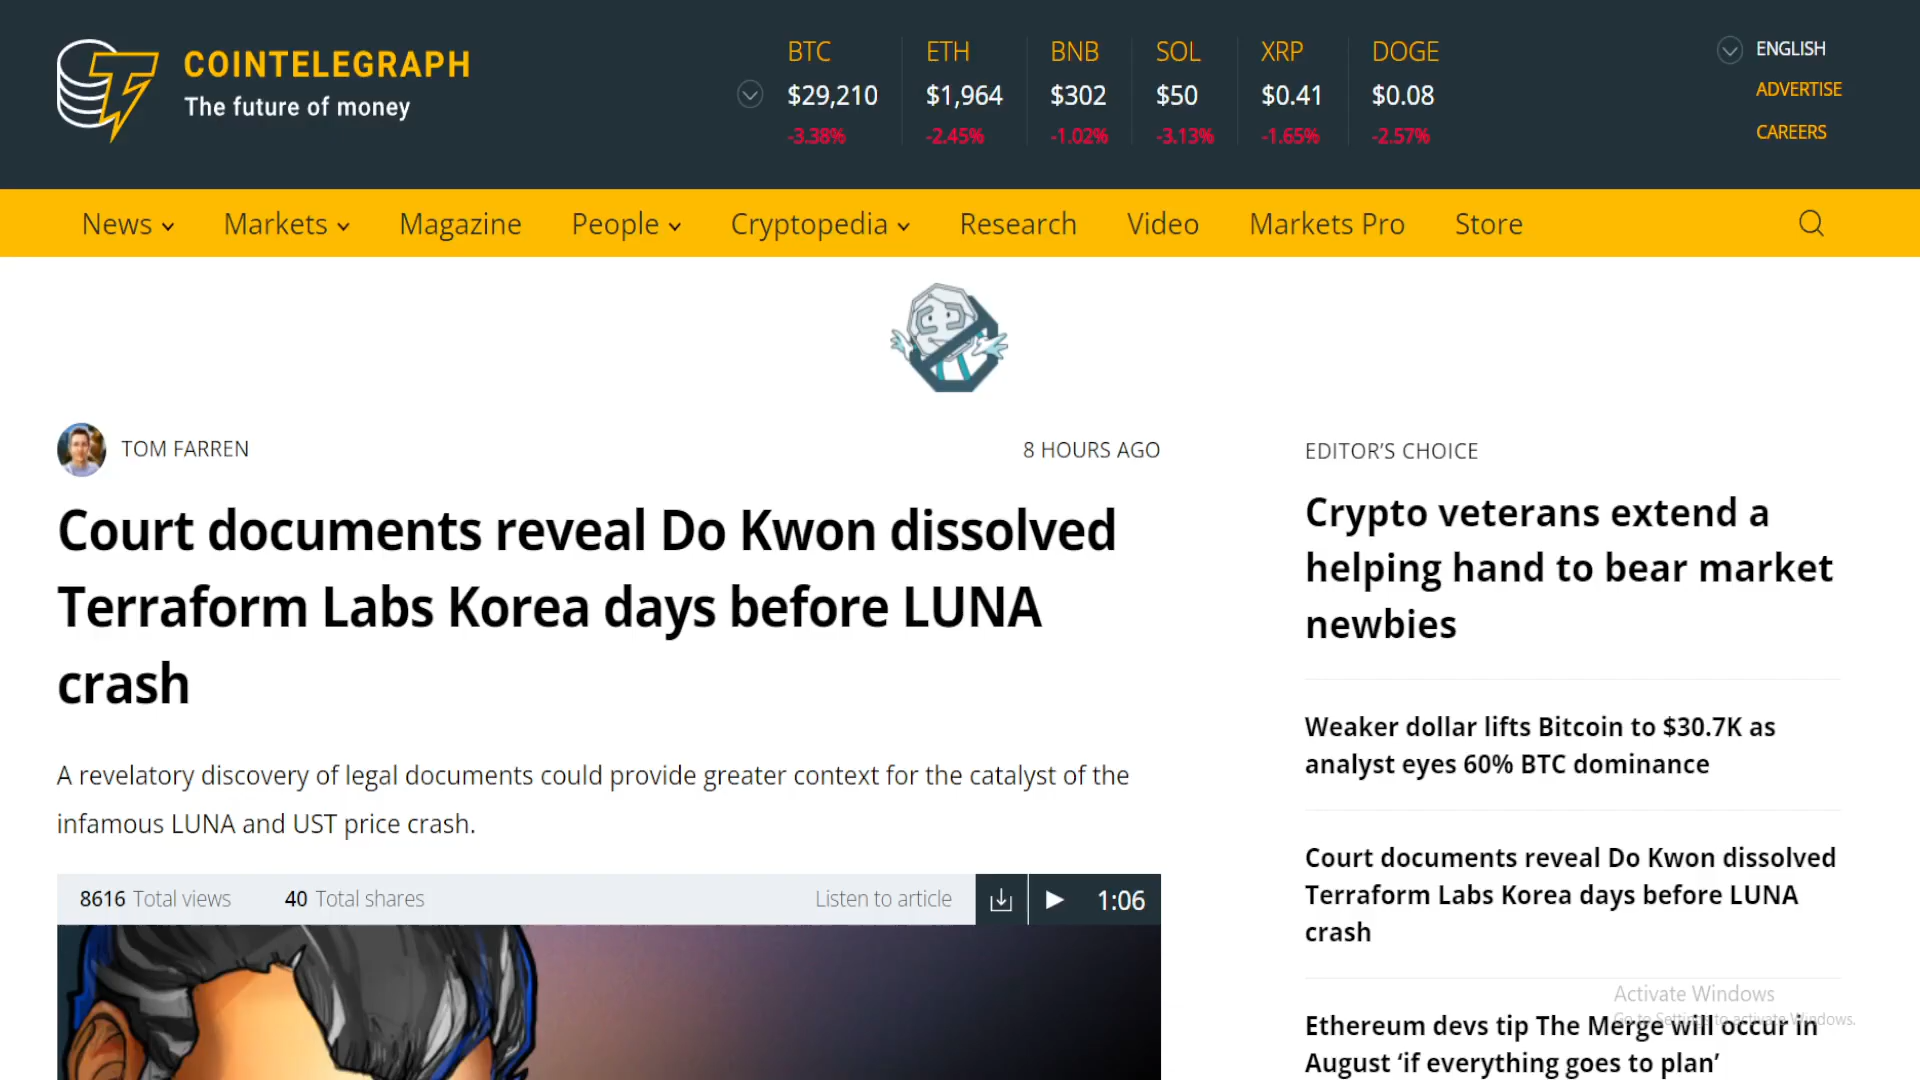 COINTELEGRAPH
The future of money
BTC
$29,210
-3.38%
ETH
$1,964
-2.45%
BNB
$302
-1.02%
SOL
$50
-3.13%
XRP
$0.41
-1.65%
DOGE
$0.08
-2.57%
ENGLISH
ADVERTISE
CAREERS
News
Markets
Magazine
People
Cryptopedia
Research
Video
Markets Pro
Store
TOM FARREN
8 HOURS AGO
Court documents reveal Do Kwon dissolved
Terraform Labs Korea days before LUNA
crash
A revelatory discovery of legal documents could provide greater context for the catalyst of the
infamous LUNA and UST price crash.
8616 Total views
40 Total shares
Listen to article
1:06
EDITOR’S CHOICE
Crypto veterans extend a
helping hand to bear market
newbies
Weaker dollar lifts Bitcoin to $30.7K as
analyst eyes 60% BTC dominance
Court documents reveal Do Kwon dissolved
Terraform Labs Korea days before LUNA
crash
Ethereum devs tip The Merge will occur in
August ‘if everything goes to plan’
Activate Windows
Go to Settings to activate Windows.